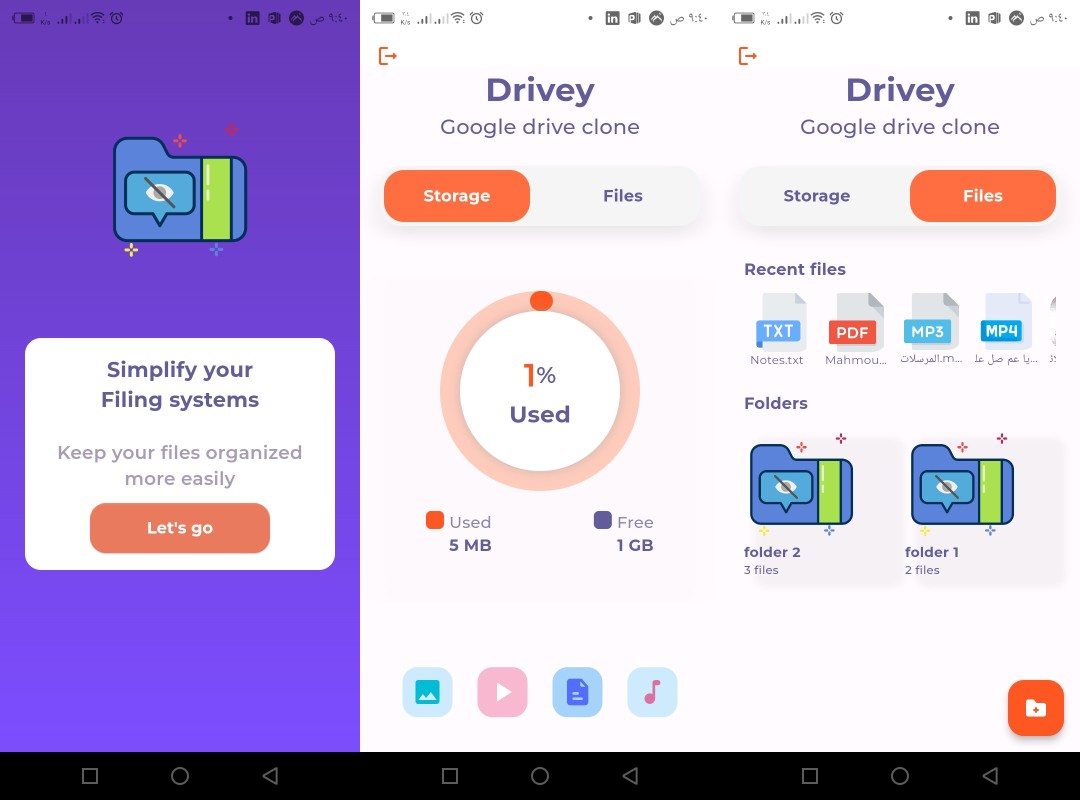 ٩:٤٠ ص
Simplify your
Filing systems
Keep your files organized
more easily
Let's go
K/s
٩:٤٠ ص
Drivey
Google drive clone
Storage
Files
1%
Used
Used
5 MB
Free
1 GB
K/s
٩:٤٠ ص
Drivey
Google drive clone
Storage
Files
Recent files
TXT
PDF
MP3
MP4
Notes.txt
Mahmou...
المرسلات.m...
يا عم صل عل...
Folders
folder 2
3 files
folder 1
2 files